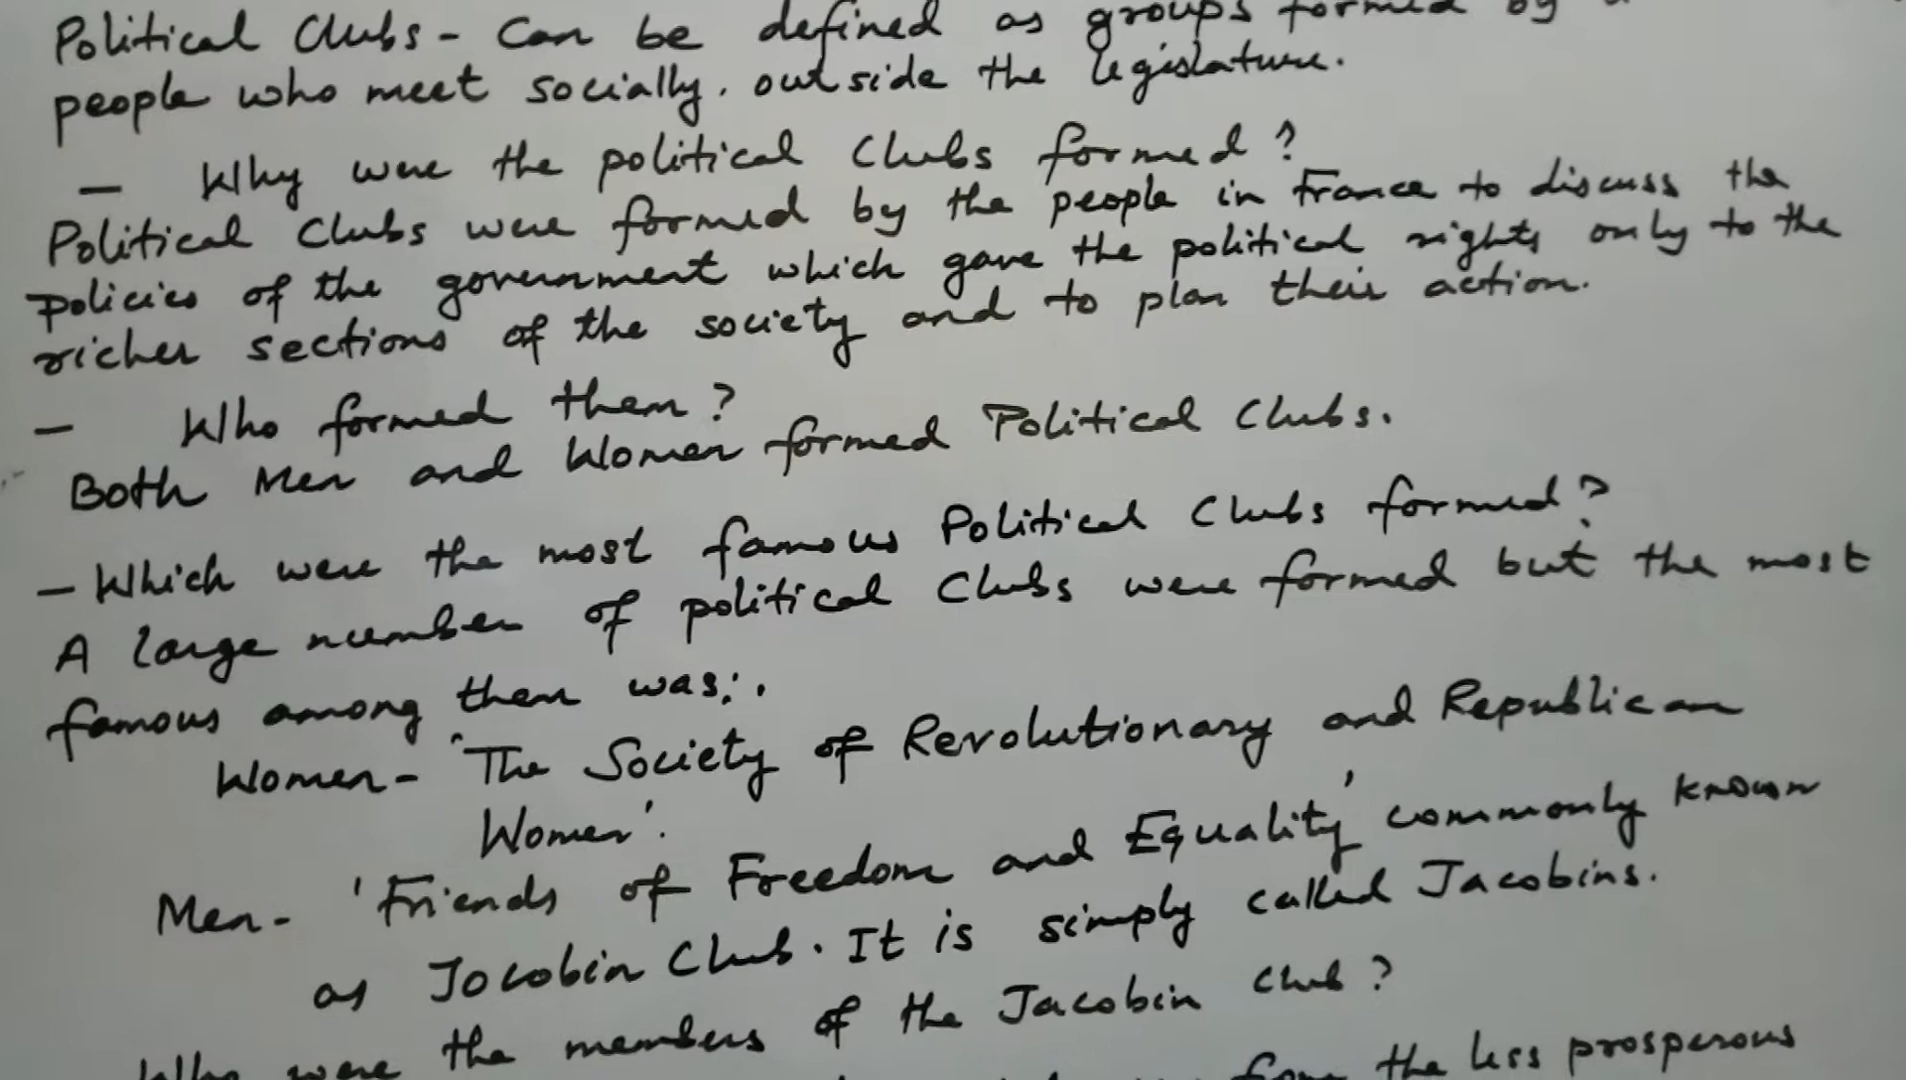 Political Clubs - Can be defined as groups formed by
people who meet socially. outside the legislature.
— Why were the political Clubs formed?
Political Clubs were formed by the people in France to discuss the
policies of the government which gave the political rights only to the
richer sections of the society and to plan their action.
— Who formed them?
Both Men and Women formed Political Clubs.
— Which were the most famous Political Clubs formed?
A large number of political Clubs were formed but the most
famous among them was:.
Women - 'The Society of Revolutionary and Republican
Women'.
Men - 'Friends of Freedom and Equality' commonly known
as Jocobin Club. It is simply called Jacobins.
Who were the members of the Jacobin Club?
from the less prosperous